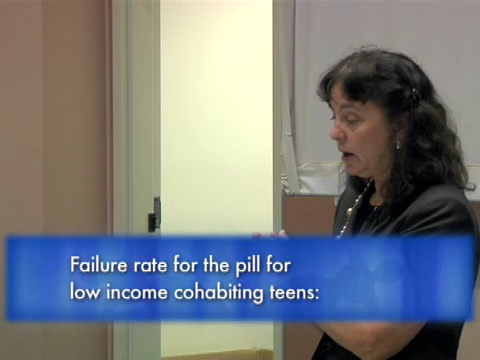 Failure rate for the pill for
low income cohabiting teens: